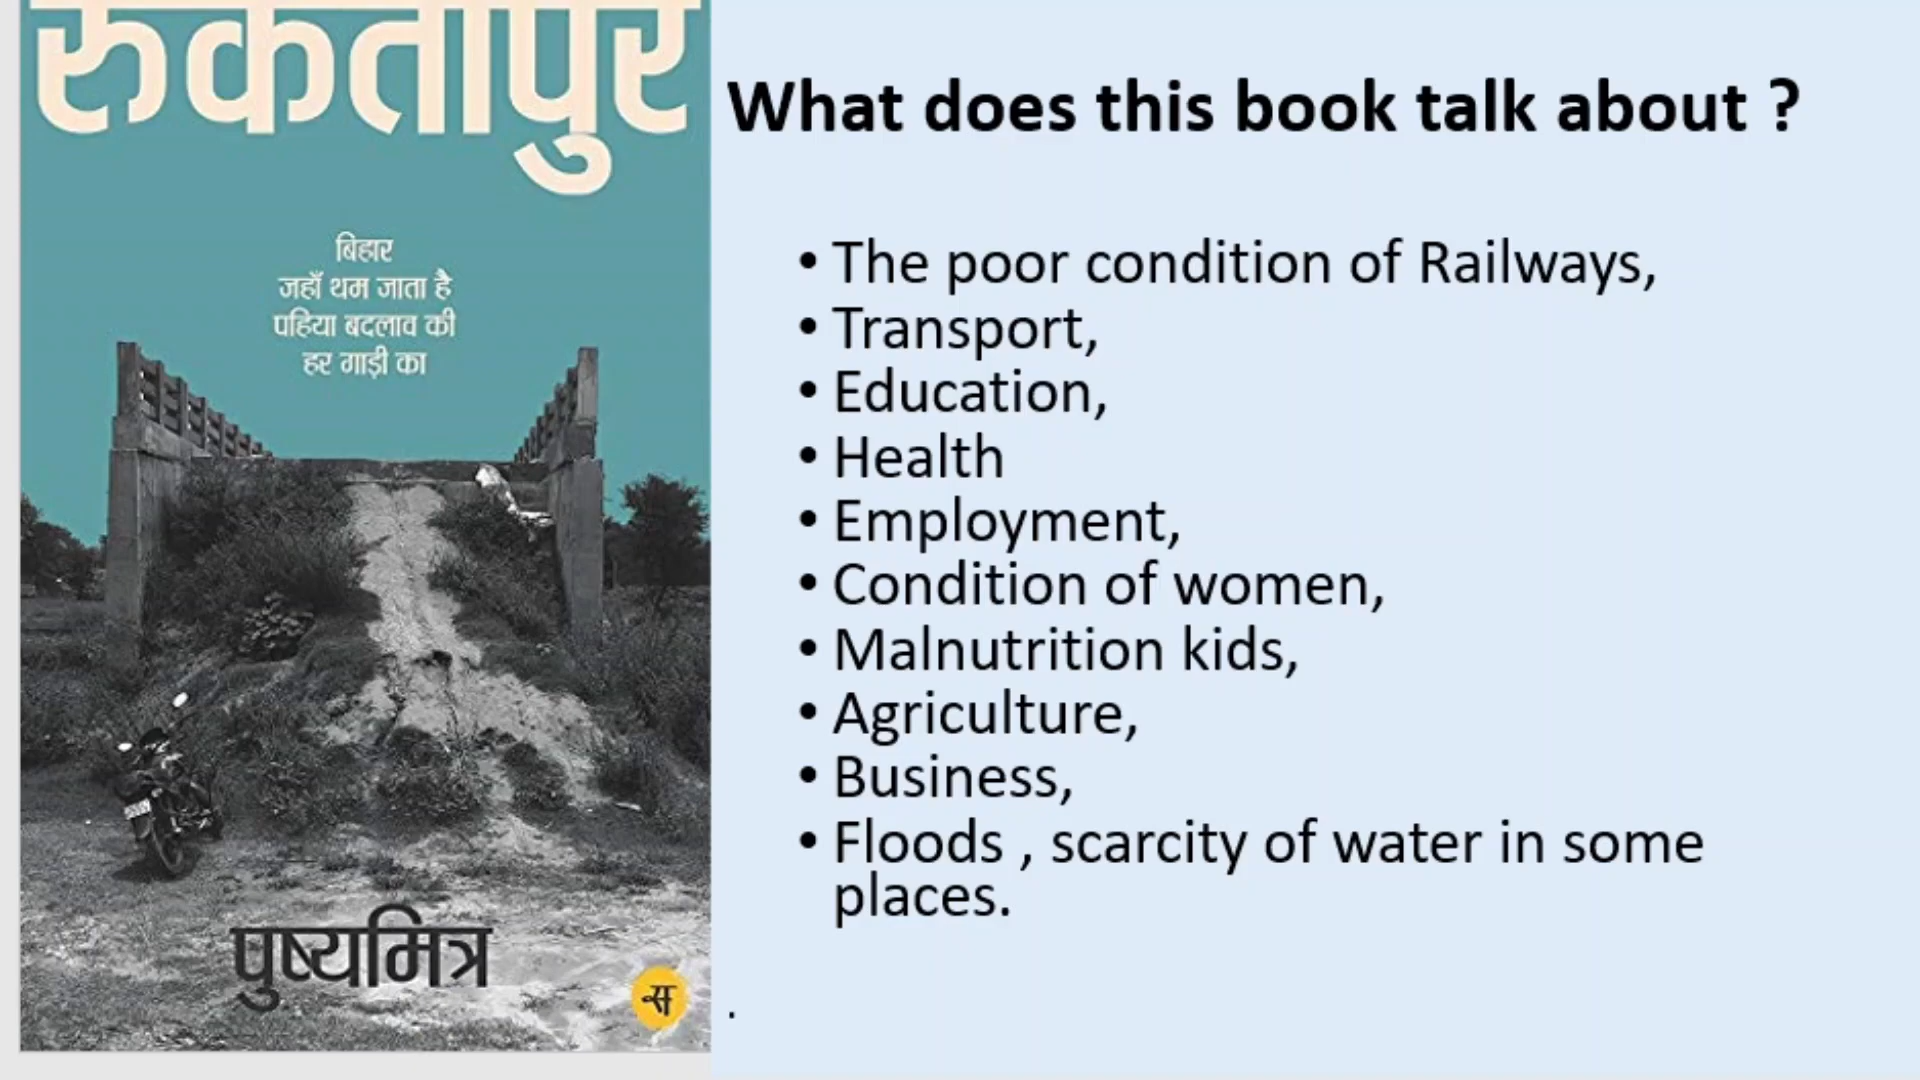 रुकतापुर
बिहार
जहाँ थम जाता है
पहिया बदलाव की
हर गाड़ी का
पुष्यमित्र
स
What does this book talk about ?
• The poor condition of Railways,
• Transport,
• Education,
• Health
• Employment,
• Condition of women,
• Malnutrition kids,
• Agriculture,
• Business,
• Floods , scarcity of water in some
places.
.